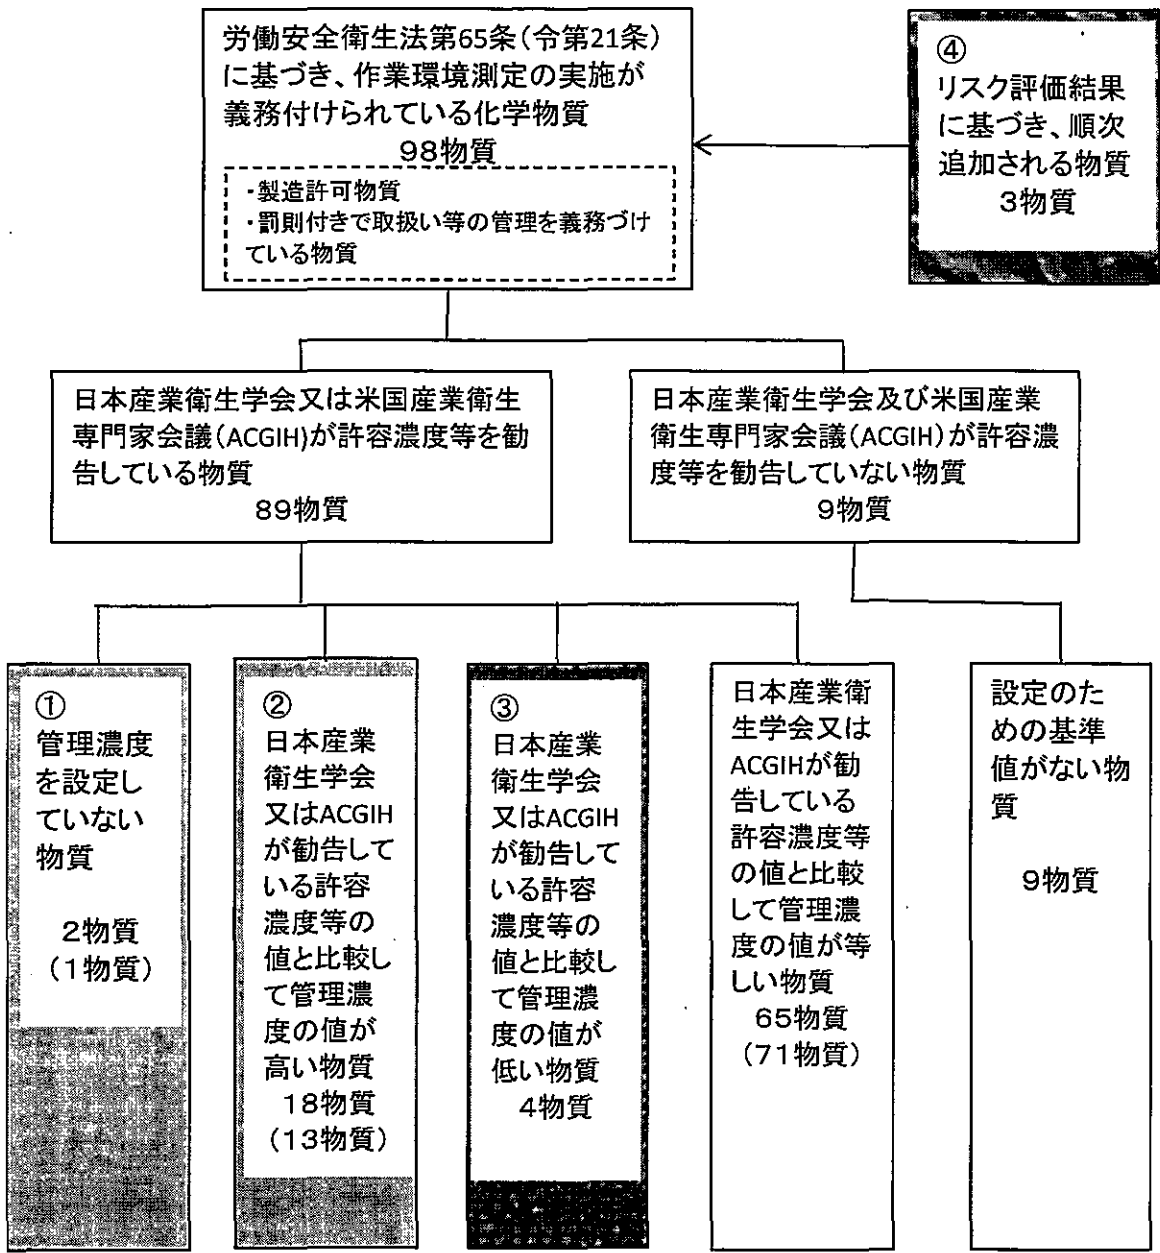 労働安全衛生法第65条(令第21条)
に基づき、作業環境測定の実施が
義務付けられている化学物質
98物質
・製造許可物質
・罰則付きで取扱い等の管理を義務づけ
ている物質
④
リスク評価結果
に基づき、順次
追加される物質
3物質
日本産業衛生学会又は米国産業衛生
専門家会議(ACGIH)が許容濃度等を勧
告している物質
89物質
日本産業衛生学会及び米国産業
衛生専門家会議(ACGIH)が許容濃
度等を勧告していない物質
9物質
①
管理濃度
を設定し
ていない
物質
2物質
(1物質)
②
日本産業
衛生学会
又はACGIH
が勧告して
いる許容
濃度等の
値と比較し
て管理濃
度の値が
高い物質
18物質
(13物質)
③
日本産業
衛生学会
又はACGIH
が勧告して
いる許容
濃度等の
値と比較し
て管理濃
度の値が
低い物質
4物質
日本産業衛
生学会又は
ACGIHが勧
告している
許容濃度等
の値と比較
して管理濃
度の値が等
しい物質
65物質
(71物質)
設定のた
めの基準
値がない物
質
9物質